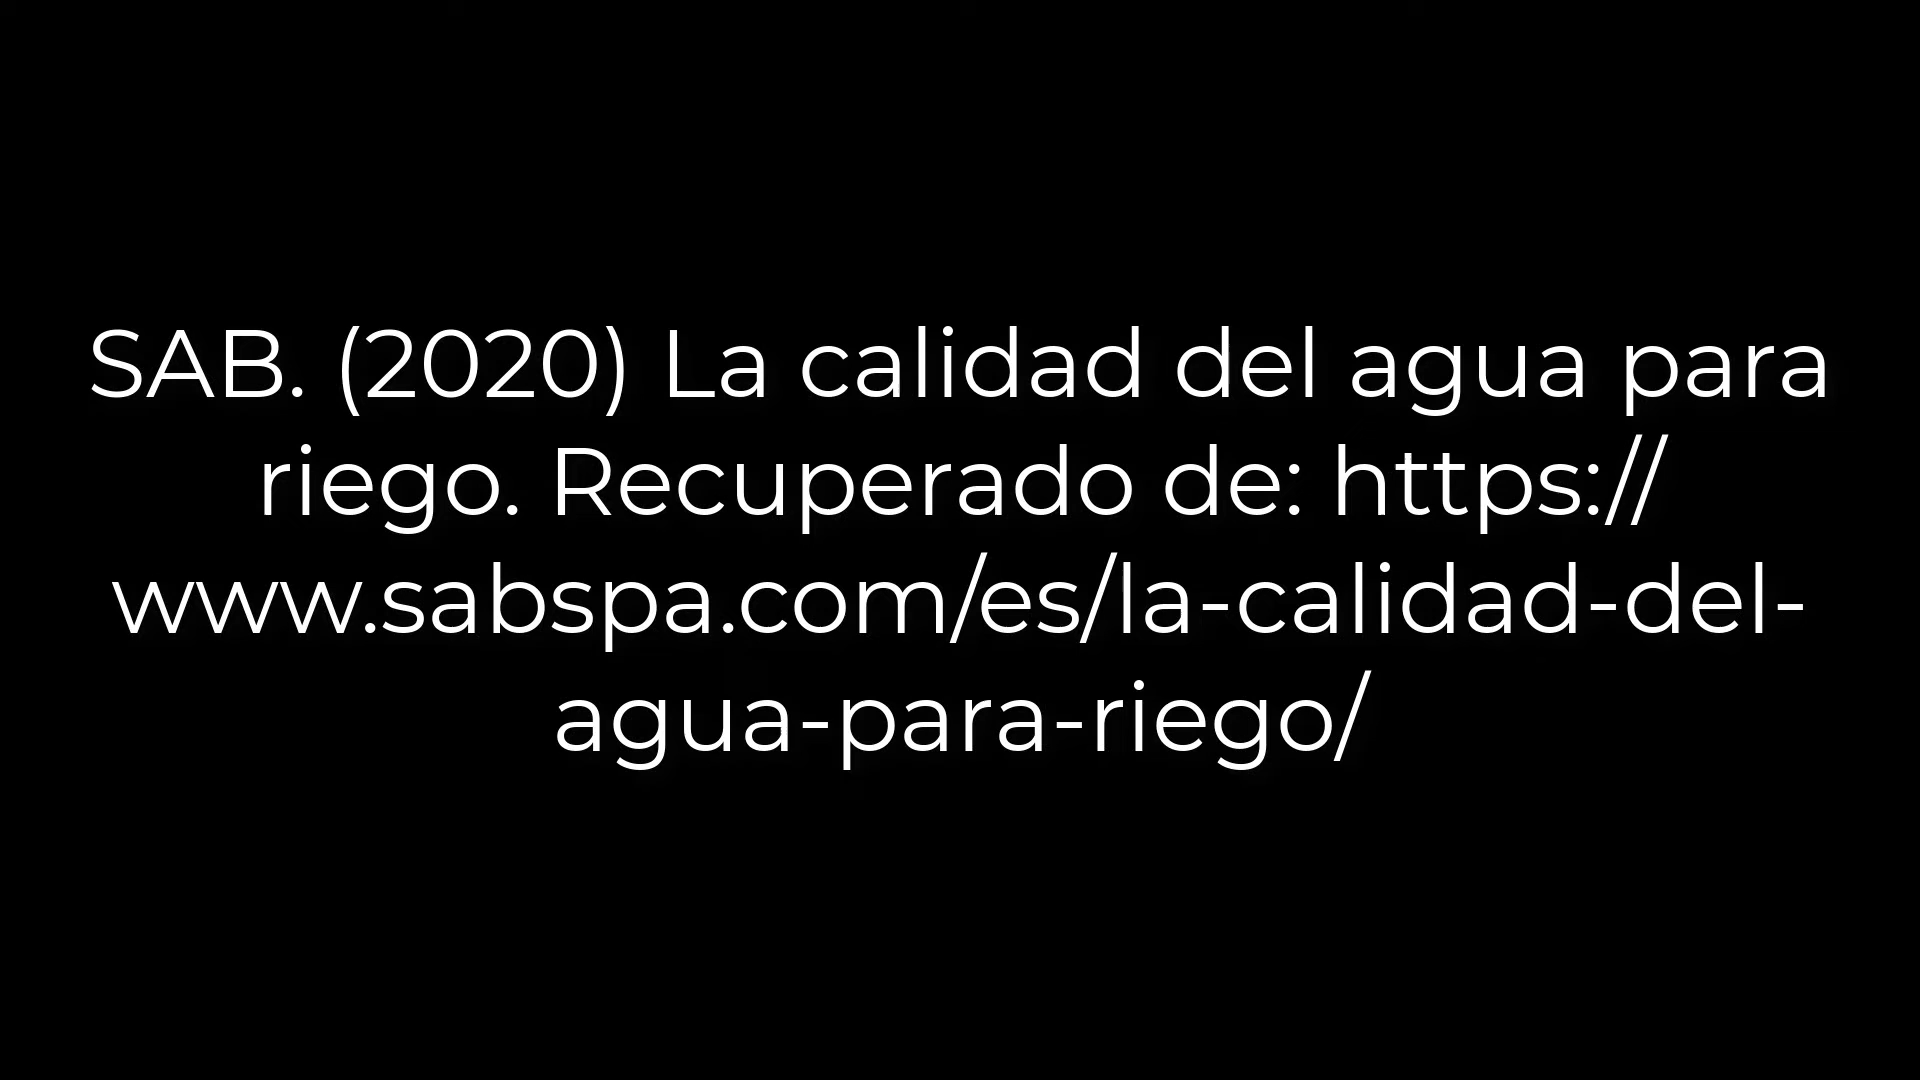 SAB. (2020) La calidad del agua para
riego. Recuperado de: https://
www.sabspa.com/es/la-calidad-del-
agua-para-riego/